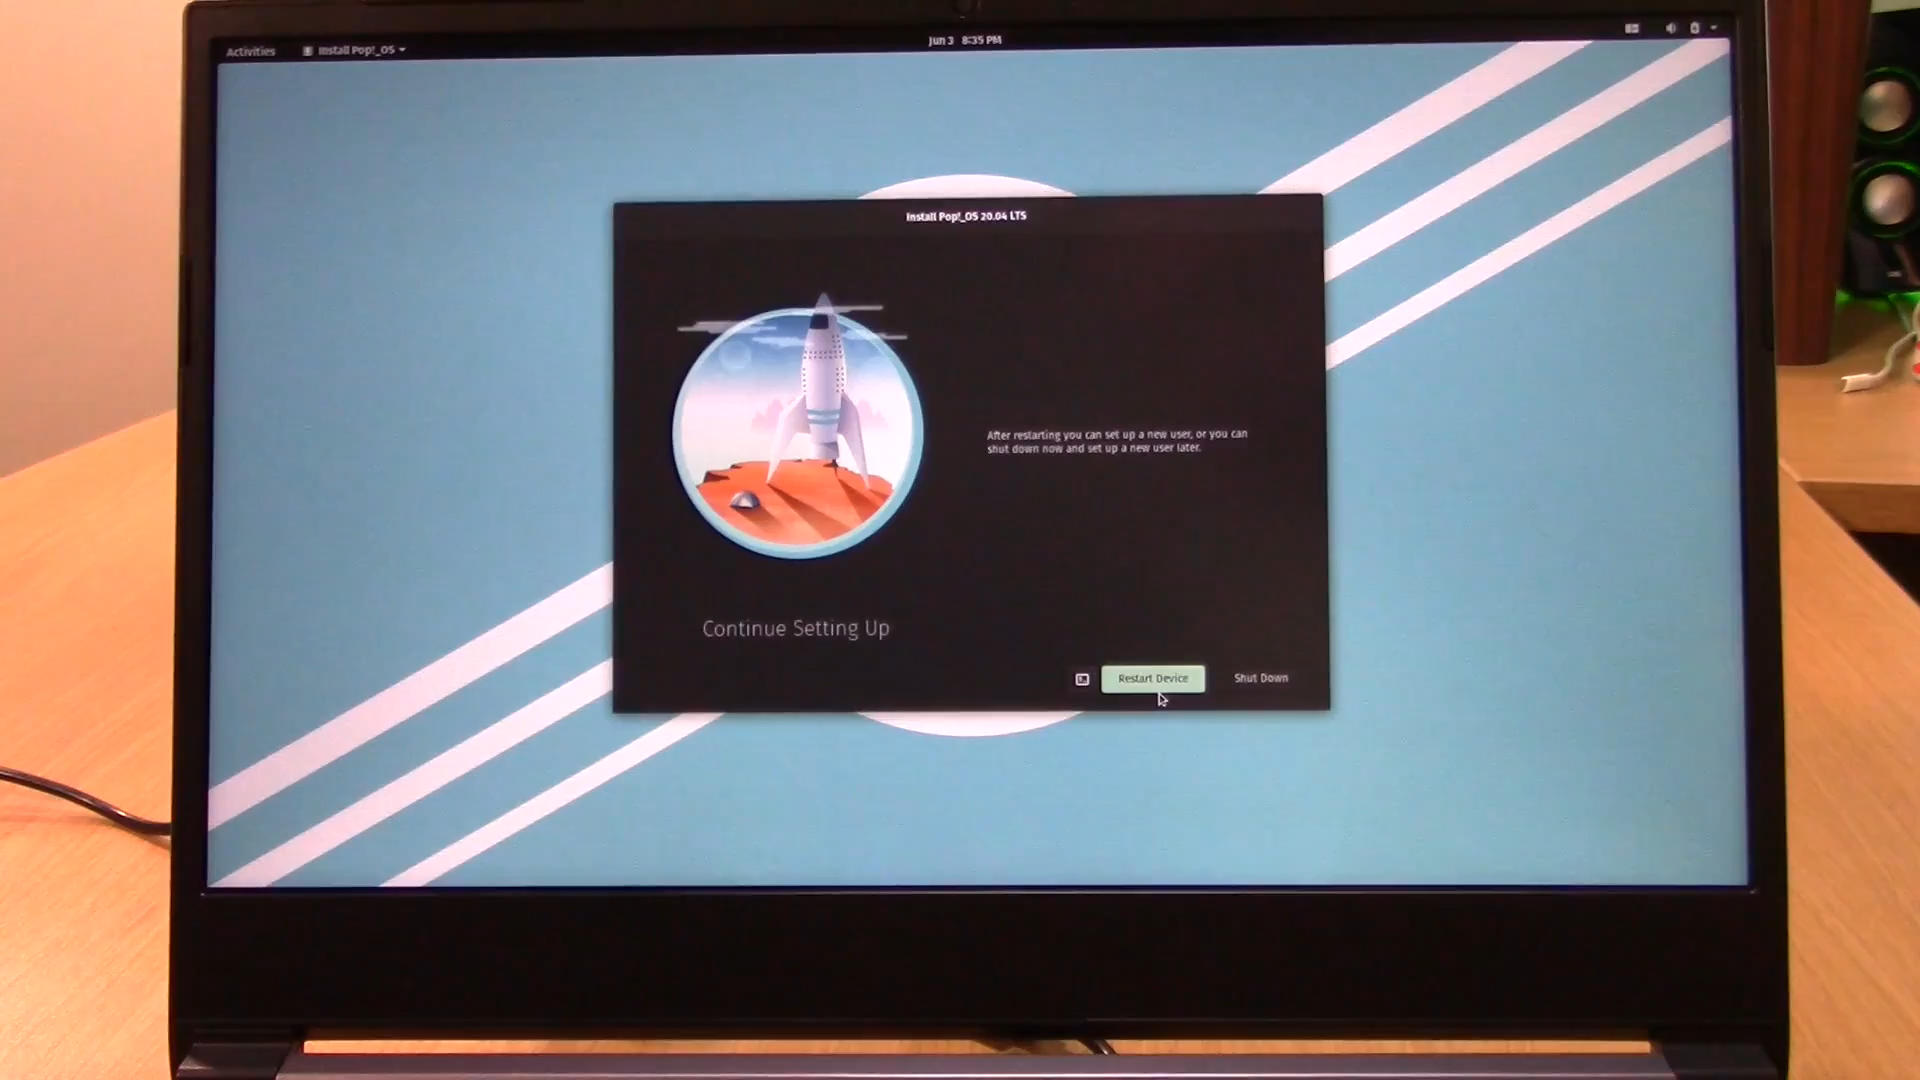 Activities
Install Pop!_OS
Jun 3 8:35 PM
Install Pop!_OS 20.04 LTS
After restarting you can set up a new user, or you can
shut down now and set up a new user later.
Continue Setting Up
Restart Device
Shut Down